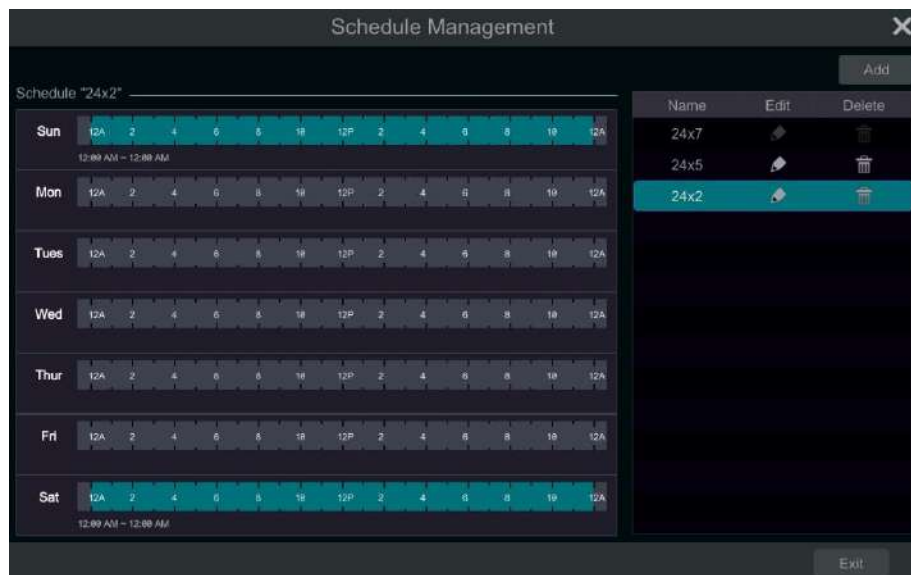 Schedule Management
Add
Schedule "24x2"
Name Edit Delete
Sun 12A 2 4 6 8 10 12P 2 4 6 8 10 12A
12:00 AM ~ 12:00 AM
24x7
24x5
24x2
Mon 12A 2 4 6 8 10 12P 2 4 6 8 10 12A
Tues 12A 2 4 6 8 10 12P 2 4 6 8 10 12A
Wed 12A 2 4 6 8 10 12P 2 4 6 8 10 12A
Thur 12A 2 4 6 8 10 12P 2 4 6 8 10 12A
Fri 12A 2 4 6 8 10 12P 2 4 6 8 10 12A
Sat 12A 2 4 6 8 10 12P 2 4 6 8 10 12A
12:00 AM ~ 12:00 AM
Exit